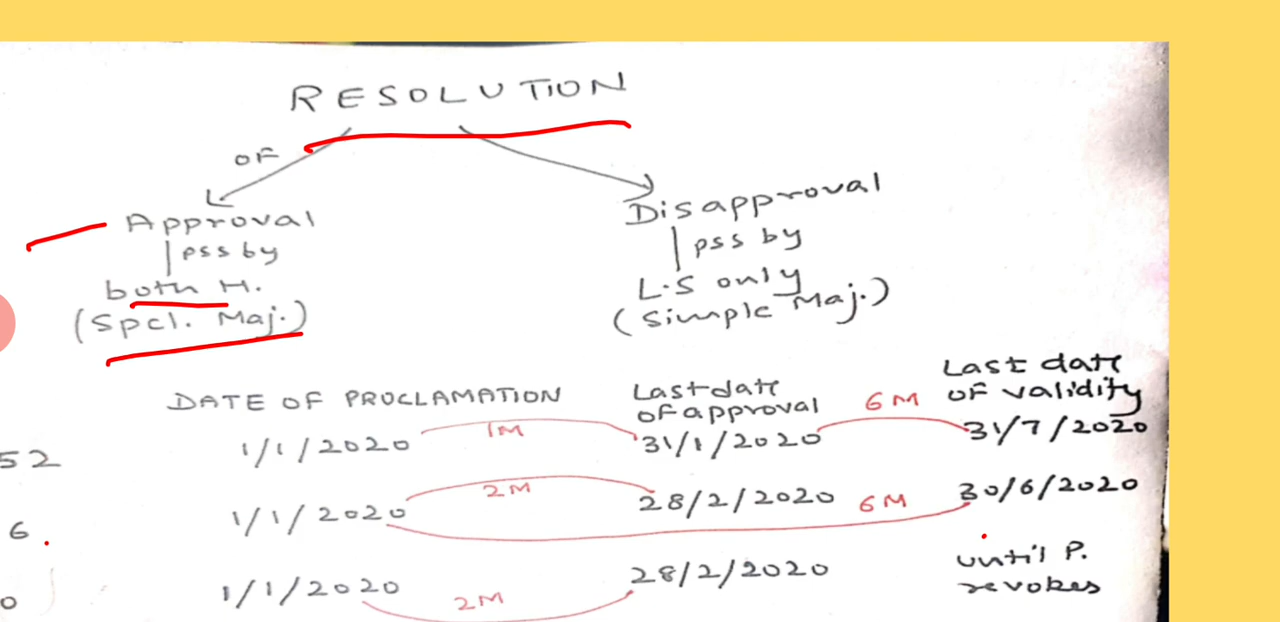 RESOLUTION
OF
Approval
Disapproval
pss by
pss by
both H.
L.S only
(Spcl. Maj.)
(Simple Maj.)
DATE OF PROCLAMATION
Last date of approval
6M
Last date of validity
52
1/1/2020
1M
31/1/2020
31/7/2020
6
1/1/2020
2M
28/2/2020
6M
30/6/2020
0
1/1/2020
2M
28/2/2020
until P. revokes